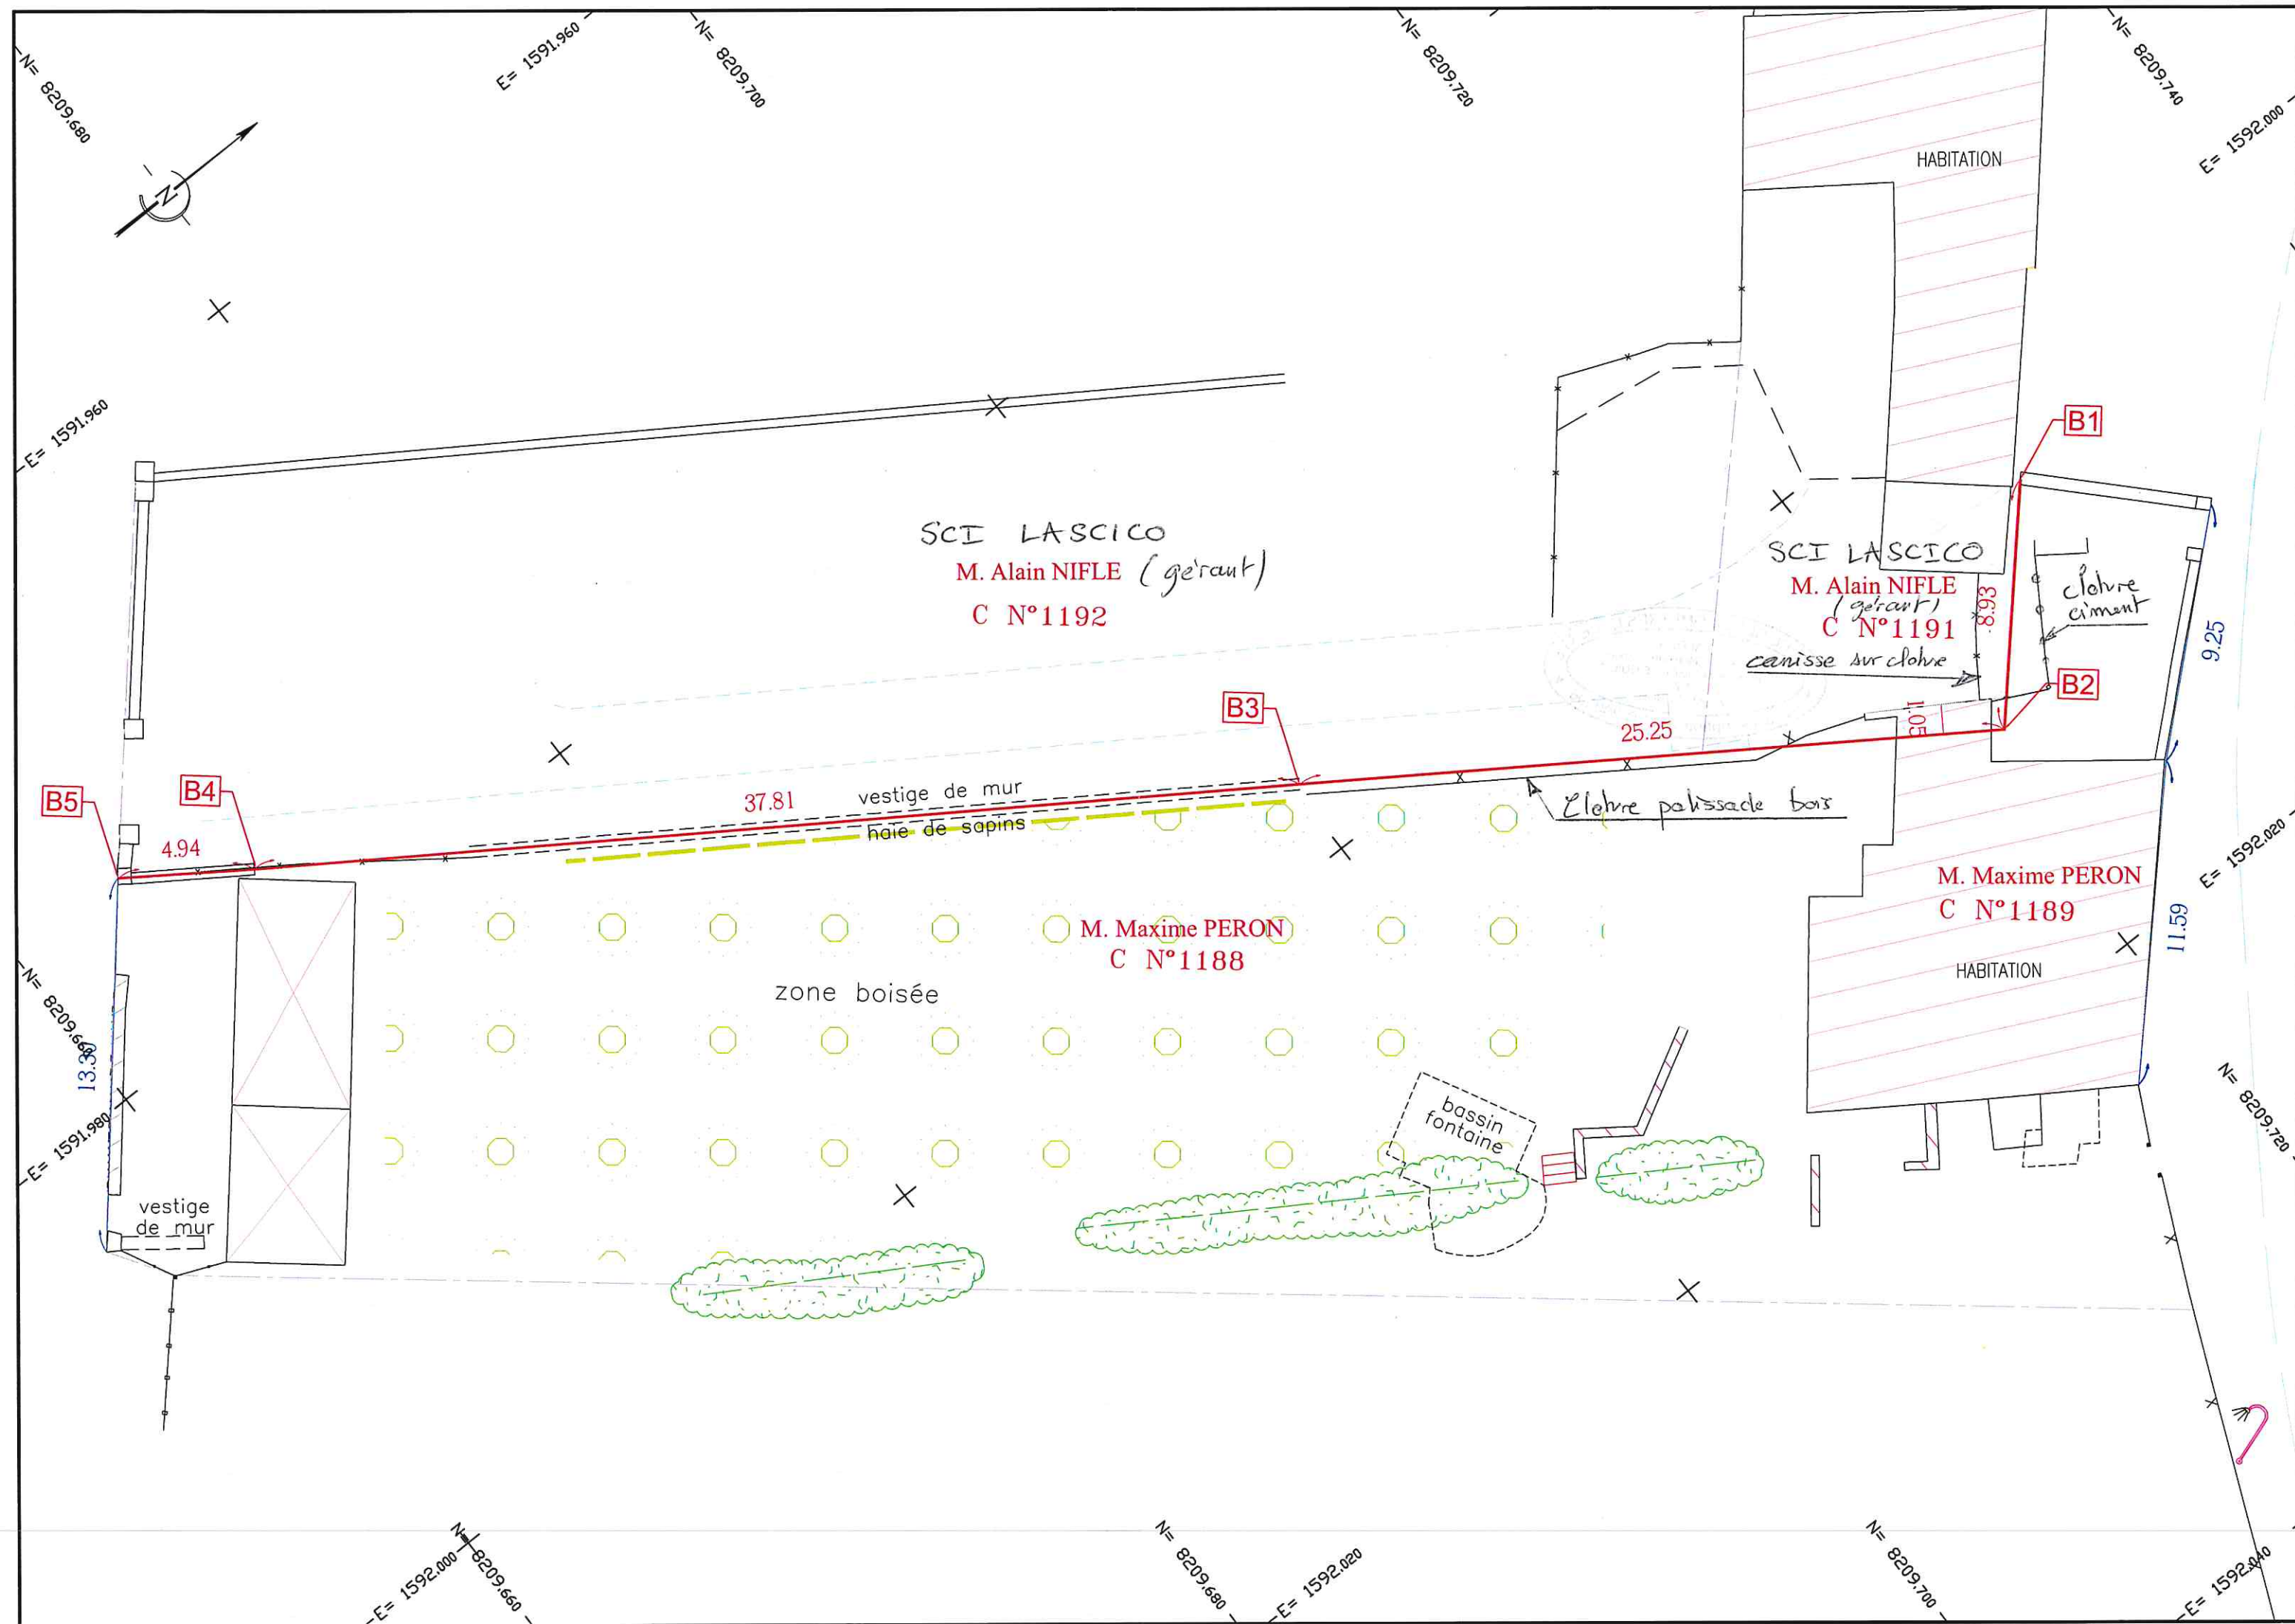 E= 1591.960
N= 8209.680
N= 8209.700
N= 8209.720
N= 8209.740
E= 1592.000
N
HABITATION
E= 1591.960
B1
SCI LASCICO
M. Alain NIFLE (gérant)
C N°1192
SCI LASCICO
M. Alain NIFLE
(gérant)
C N°1191
canisse sur cloture
8.93
cloture
ciment
9.25
B2
B3
25.25
1.05
B5
B4
4.94
37.81
vestige de mur
haie de sapins
Cloture palissade bois
E= 1592.020
M. Maxime PERON
C N°1189
HABITATION
11.59
M. Maxime PERON
C N°1188
zone boisée
N= 8209.660
13.30
E= 1591.980
bassin
fontaine
N= 8209.720
vestige
de mur
E= 1592.000
N= 8209.660
N= 8209.680
E= 1592.020
N= 8209.700
E= 1592.040